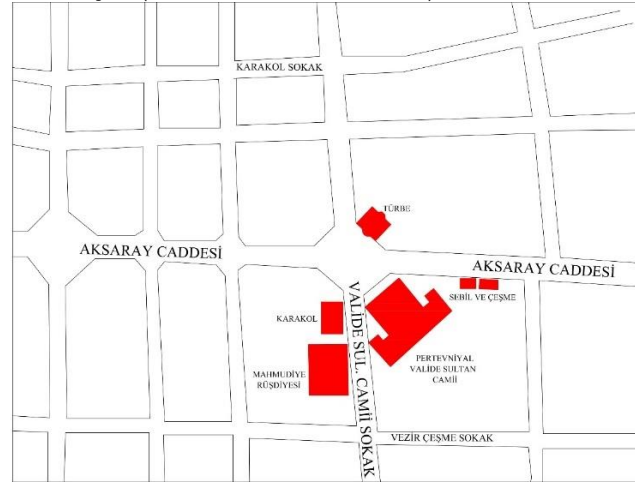 KARAKOL SOKAK
TÜRBE
AKSARAY CADDESİ
AKSARAY CADDESİ
SEBİL VE ÇEŞME
KARAKOL
VALİDE SUL. CAMİİ SOKAK
PERTEVNİYAL
VALİDE SULTAN
CAMİİ
MAHMUDİYE
RÜŞDİYESİ
VEZİR ÇEŞME SOKAK